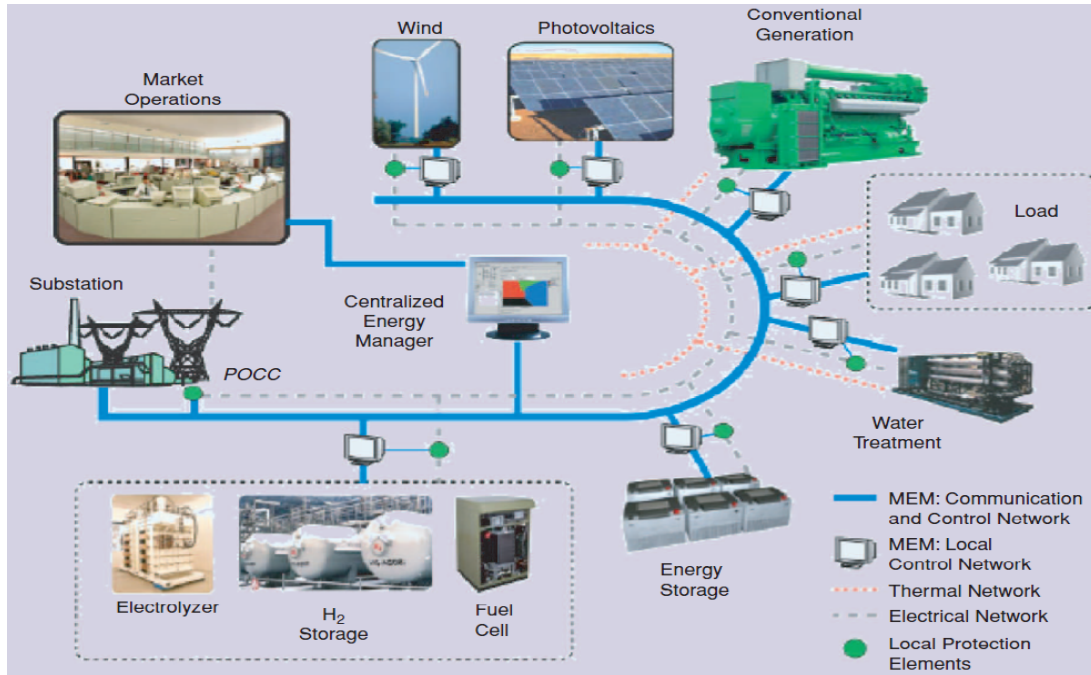 Wind
Photovoltaics
Conventional
Generation
Market
Operations
Load
Substation
Centralized
Energy
Manager
POCC
Water
Treatment
Electrolyzer
H₂
Storage
Fuel
Cell
Energy
Storage
MEM: Communication
and Control Network
MEM: Local
Control Network
Thermal Network
Electrical Network
Local Protection
Elements